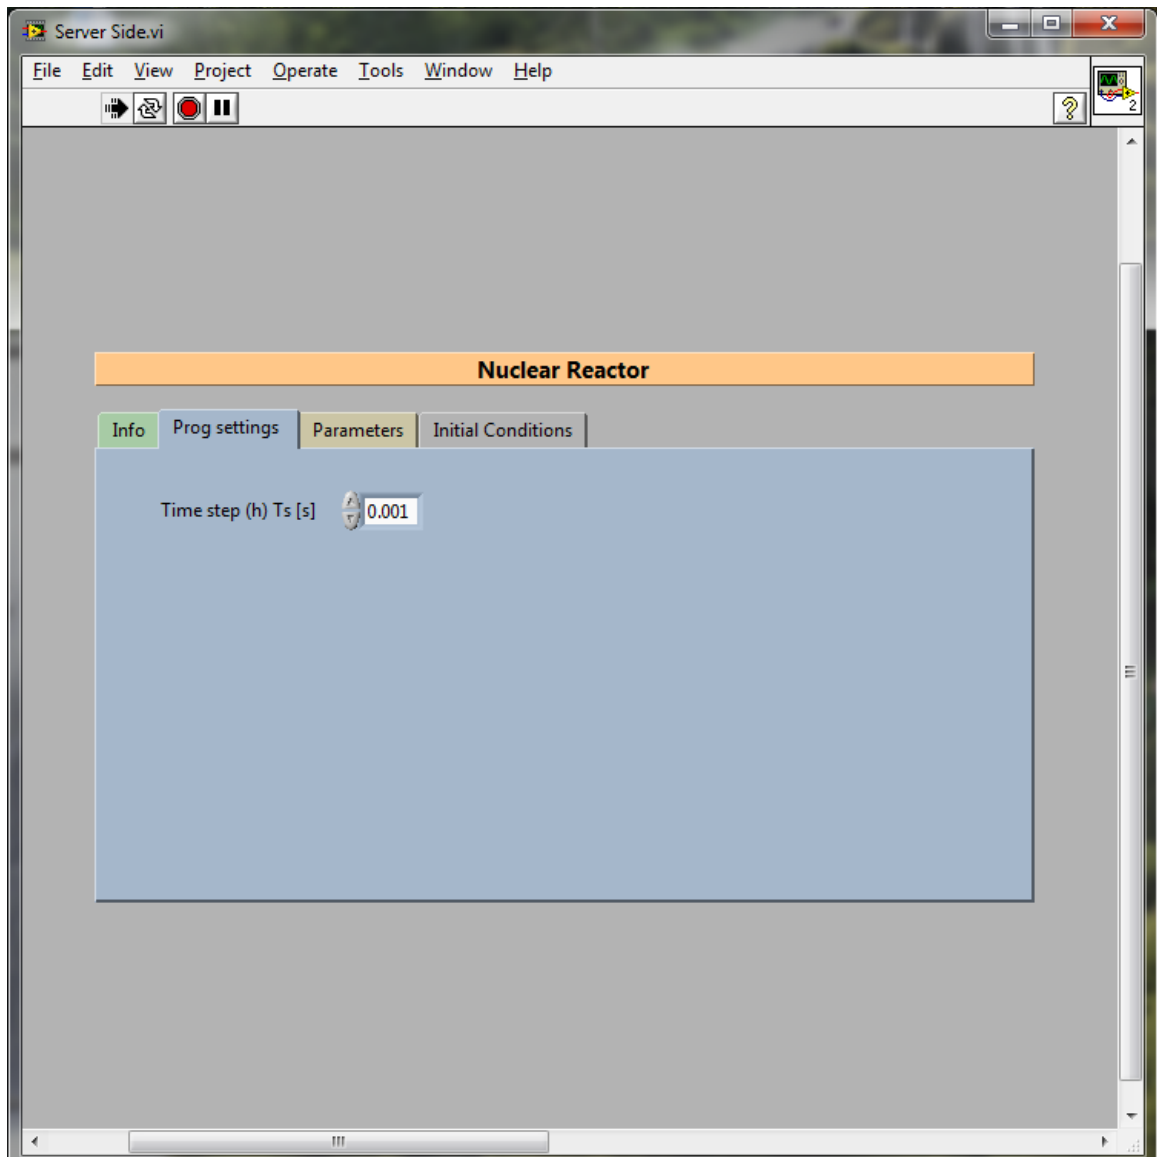 Server Side.vi
File Edit View Project Operate Tools Window Help
?
2
Nuclear Reactor
Info Prog settings Parameters Initial Conditions
Time step (h) Ts [s] 0.001